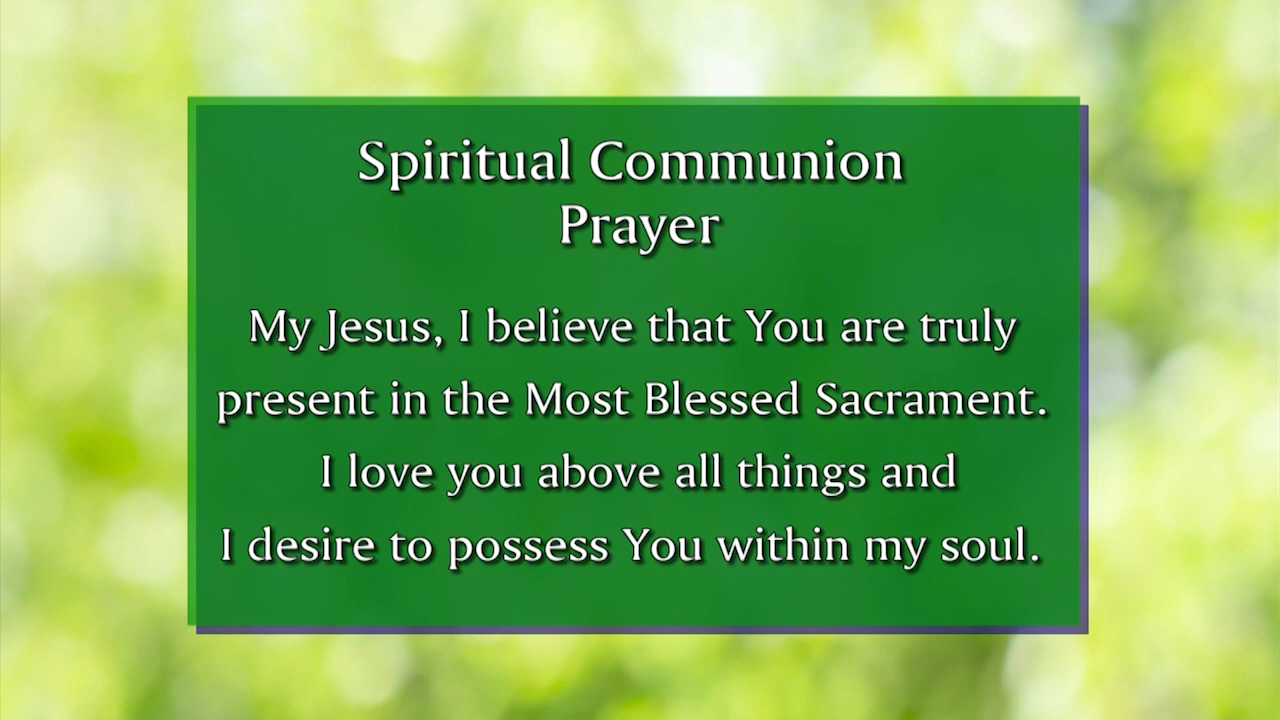 Spiritual Communion
Prayer
My Jesus, I believe that You are truly
present in the Most Blessed Sacrament.
I love you above all things and
I desire to possess You within my soul.